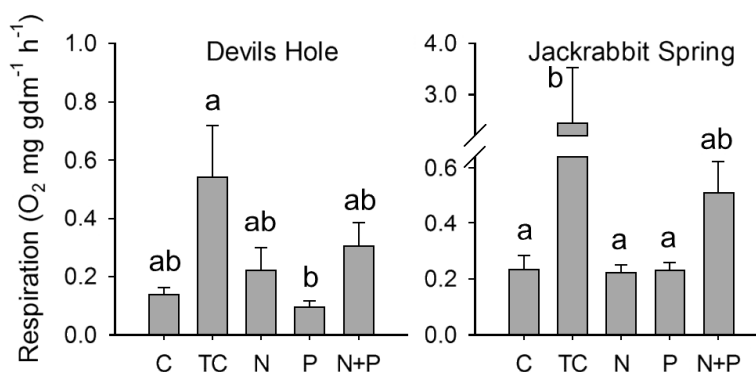 Respiration (O₂ mg gdm⁻¹ h⁻¹)
Devils Hole
1.0
0.8
0.6
0.4
0.2
0.0
ab
a
ab
b
ab
C TC N P N+P
Jackrabbit Spring
4.0
3.0
0.6
0.4
0.2
0.0
a
b
a
a
ab
C TC N P N+P